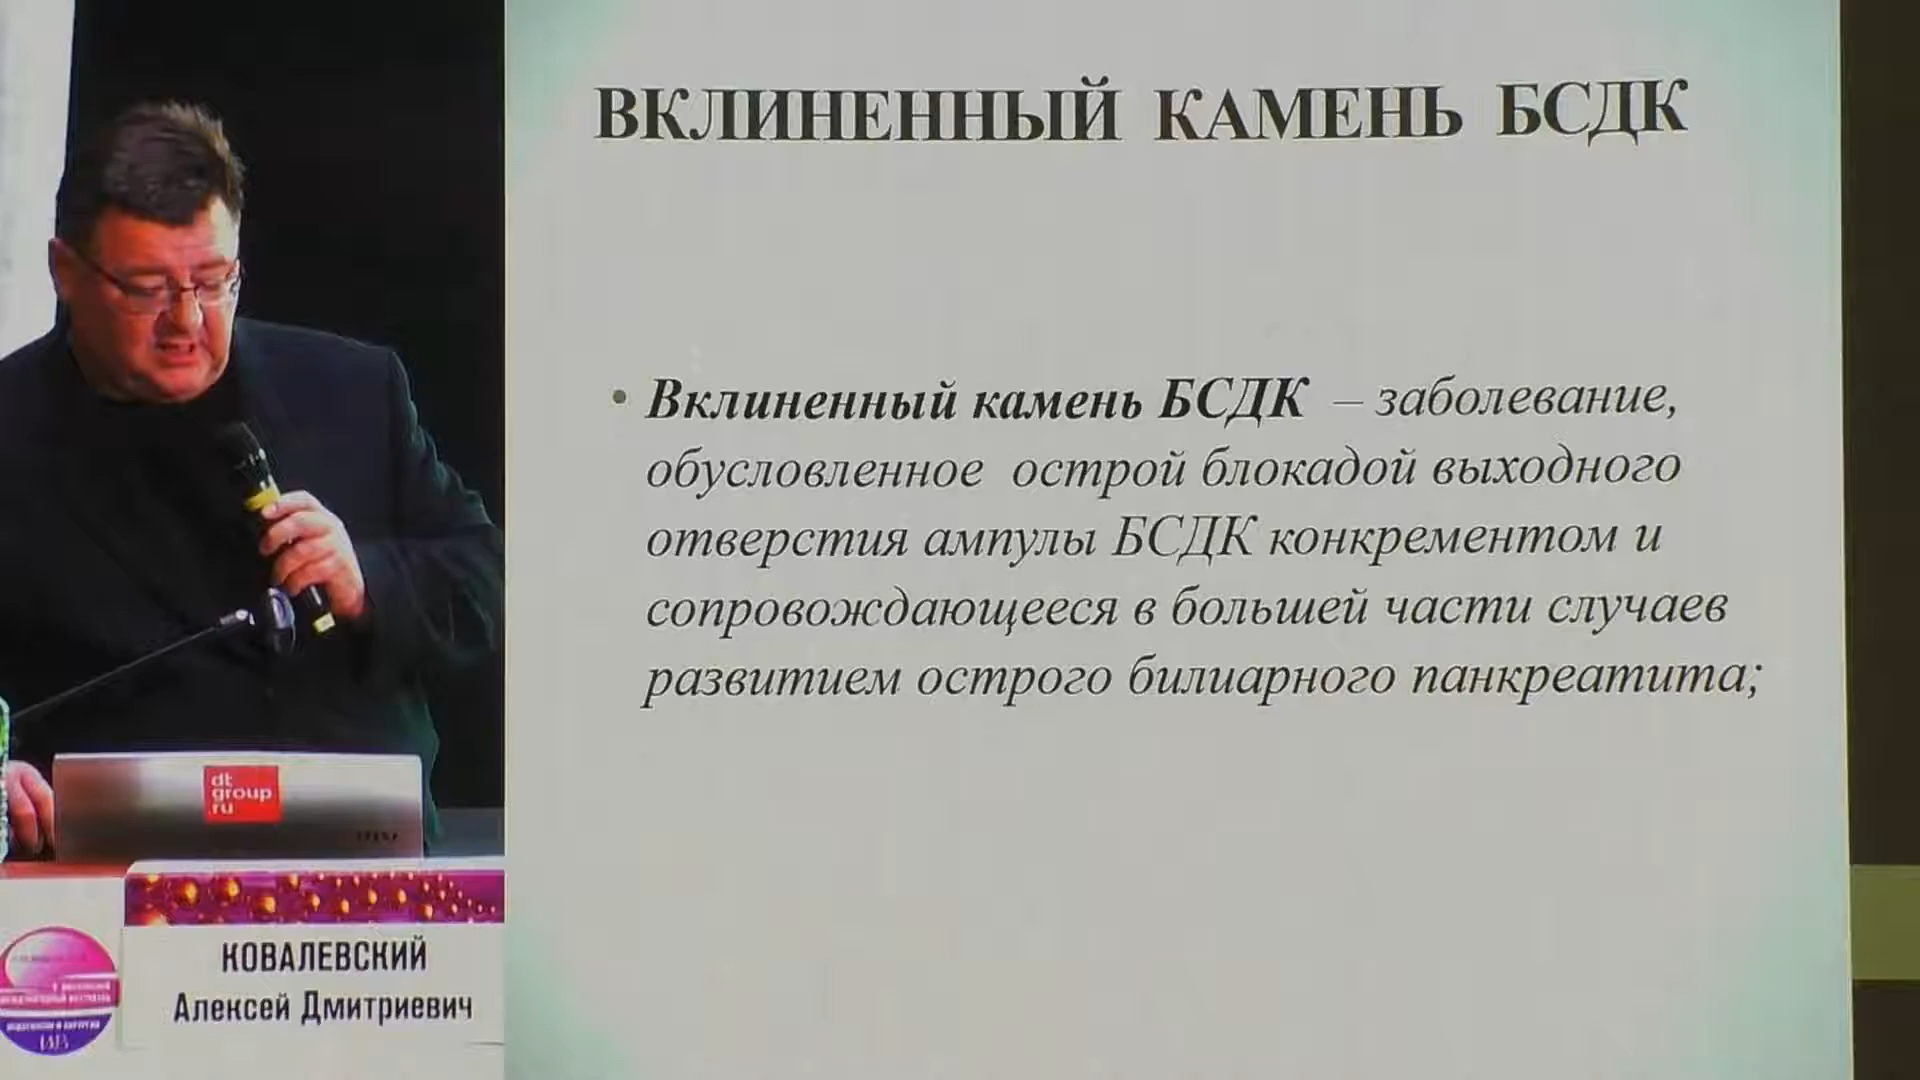 ВКЛИНЕННЫЙ КАМЕНЬ БСДК
• Вклиненный камень БСДК – заболевание,
обусловленное острой блокадой выходного
отверстия ампулы БСДК конкрементом и
сопровождающееся в большей части случаев
развитием острого билиарного панкреатита;
dt
group
.ru
КОВАЛЕВСКИЙ
Алексей Дмитриевич